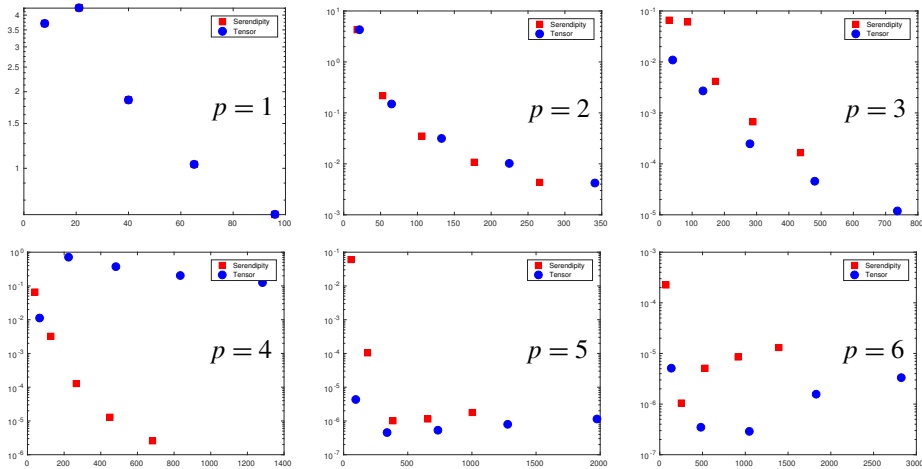 Serendipity
Tensor
4
3.5
3
2.5
2
1.5
1
p = 1
0 20 40 60 80 100
Serendipity
Tensor
10^1
10^0
10^-1
10^-2
10^-3
p = 2
0 50 100 150 200 250 300 350
Serendipity
Tensor
10^0
10^-1
10^-2
10^-3
10^-4
10^-5
p = 3
0 100 200 300 400 500 600 700 800
Serendipity
Tensor
10^0
10^-1
10^-2
10^-3
10^-4
10^-5
10^-6
p = 4
0 200 400 600 800 1000 1200 1400
Serendipity
Tensor
10^-1
10^-2
10^-3
10^-4
10^-5
10^-6
10^-7
p = 5
0 500 1000 1500 2000
Serendipity
Tensor
10^-3
10^-4
10^-5
10^-6
10^-7
p = 6
0 500 1000 1500 2000 2500 3000